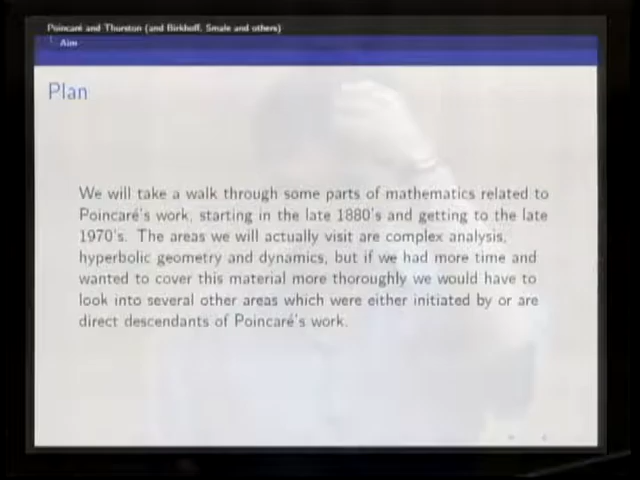 Poincaré and Thurston (and Birkhoff, Smale and others)
Aim
Plan
We will take a walk through some parts of mathematics related to
Poincaré's work, starting in the late 1880's and getting to the late
1970's. The areas we will actually visit are complex analysis,
hyperbolic geometry and dynamics, but if we had more time and
wanted to cover this material more thoroughly we would have to
look into several other areas which were either initiated by or are
direct descendants of Poincaré's work.